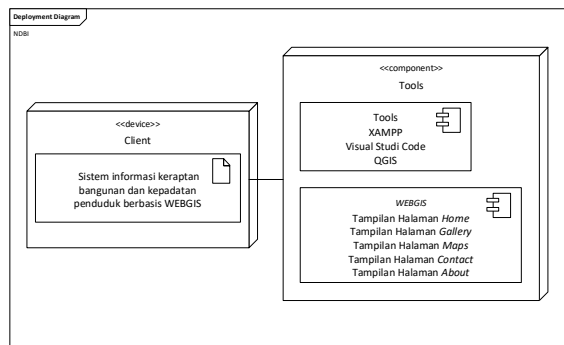 Deployment Diagram
NDBI
<<device>>
Client
Sistem informasi keraptan
bangunan dan kepadatan
penduduk berbasis WEBGIS
<<component>>
Tools
Tools
XAMPP
Visual Studi Code
QGIS
WEBGIS
Tampilan Halaman Home
Tampilan Halaman Gallery
Tampilan Halaman Maps
Tampilan Halaman Contact
Tampilan Halaman About